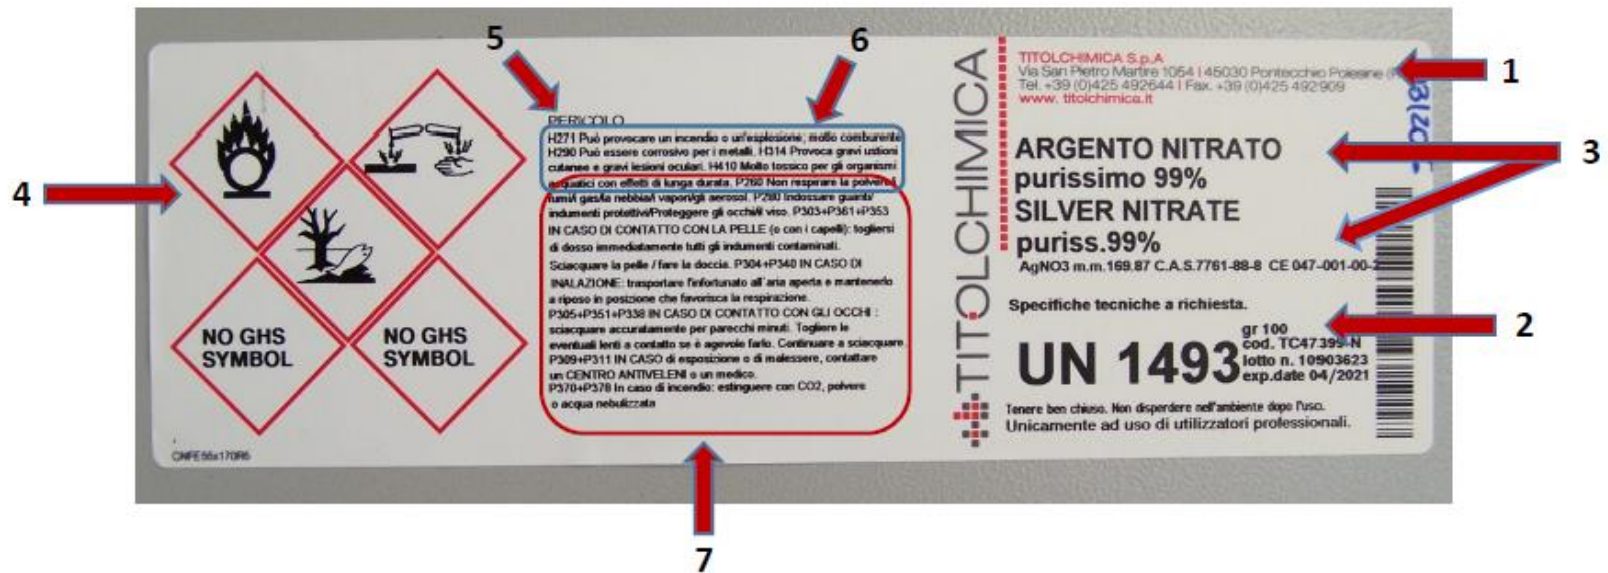 5
6
1
3
4
2
7
NO GHS
SYMBOL
NO GHS
SYMBOL
CNFE55x170R5
PERICOLO
H271 Può provocare un incendio o un'esplosione; molto comburente
H290 Può essere corrosivo per i metalli. H314 Provoca gravi ustioni
cutanee e gravi lesioni oculari. H410 Molto tossico per gli organismi
acquatici con effetti di lunga durata. P260 Non respirare la polvere/i
fumi/i gas/la nebbia/i vapori/gli aerosol. P280 Indossare guanti/
indumenti protettivi/Proteggere gli occhi/il viso. P303+P361+P353
IN CASO DI CONTATTO CON LA PELLE (o con i capelli): togliersi
di dosso immediatamente tutti gli indumenti contaminati.
Sciacquare la pelle / fare la doccia. P304+P340 IN CASO DI
INALAZIONE: trasportare l'infortunato all'aria aperta e mantenerlo
a riposo in posizione che favorisca la respirazione.
P305+P351+P338 IN CASO DI CONTATTO CON GLI OCCHI :
sciacquare accuratamente per parecchi minuti. Togliere le
eventuali lenti a contatto se è agevole farlo. Continuare a sciacquare
P309+P311 IN CASO di esposizione o di malessere, contattare
un CENTRO ANTIVELENI o un medico.
P370+P378 In caso di incendio: estinguere con CO2, polvere
o acqua nebulizzata
TITOLCHIMICA
TITOLCHIMICA S.p.A
Via San Pietro Martire 1054 I 45030 Pontecchio Polesine
Tel. +39 (0)425 492644 I Fax. +39 (0)425 492909
www. titolchimica.it
ARGENTO NITRATO
purissimo 99%
SILVER NITRATE
puriss.99%
AgNO3 m.m.169.87 C.A.S.7761-88-8 CE 047-001-00-2
Specifiche tecniche a richiesta.
UN 1493
gr 100
cod. TC47399-N
lotto n. 10903623
exp.date 04/2021
Tenere ben chiuso. Non disperdere nell'ambiente dopo l'uso.
Unicamente ad uso di utilizzatori professionali.